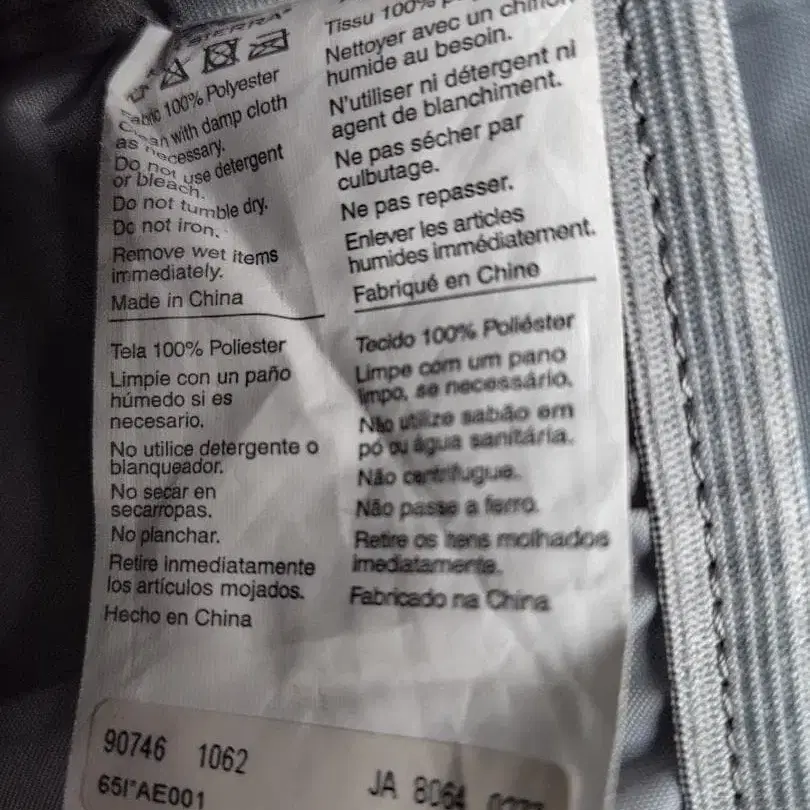 SIERRA
Fabric 100% Polyester
Clean with damp cloth
as necessary.
Do not use detergent
or bleach.
Do not tumble dry.
Do not iron.
Remove wet items
immediately.
Made in China
Tissu 100%
Nettoyer avec un chiffon
humide au besoin.
N'utiliser ni détergent ni
agent de blanchiment.
Ne pas sécher par
culbutage.
Ne pas repasser.
Enlever les articles
humides immédiatement.
Fabriqué en Chine
Tela 100% Poliester
Limpie con un paño
húmedo si es
necesario.
No utilice detergente o
blanqueador.
No secar en
secarropas.
No planchar.
Retire inmediatamente
los artículos mojados.
Hecho en China
Tecido 100% Poliéster
Limpe com um pano
limpo, se necessário.
Não utilize sabão em
pó ou água sanitária.
Não centrifugue.
Não passe a ferro.
Retire os itens molhados
imediatamente.
Fabricado na China
90746 1062
65I*AE001
JA 8064